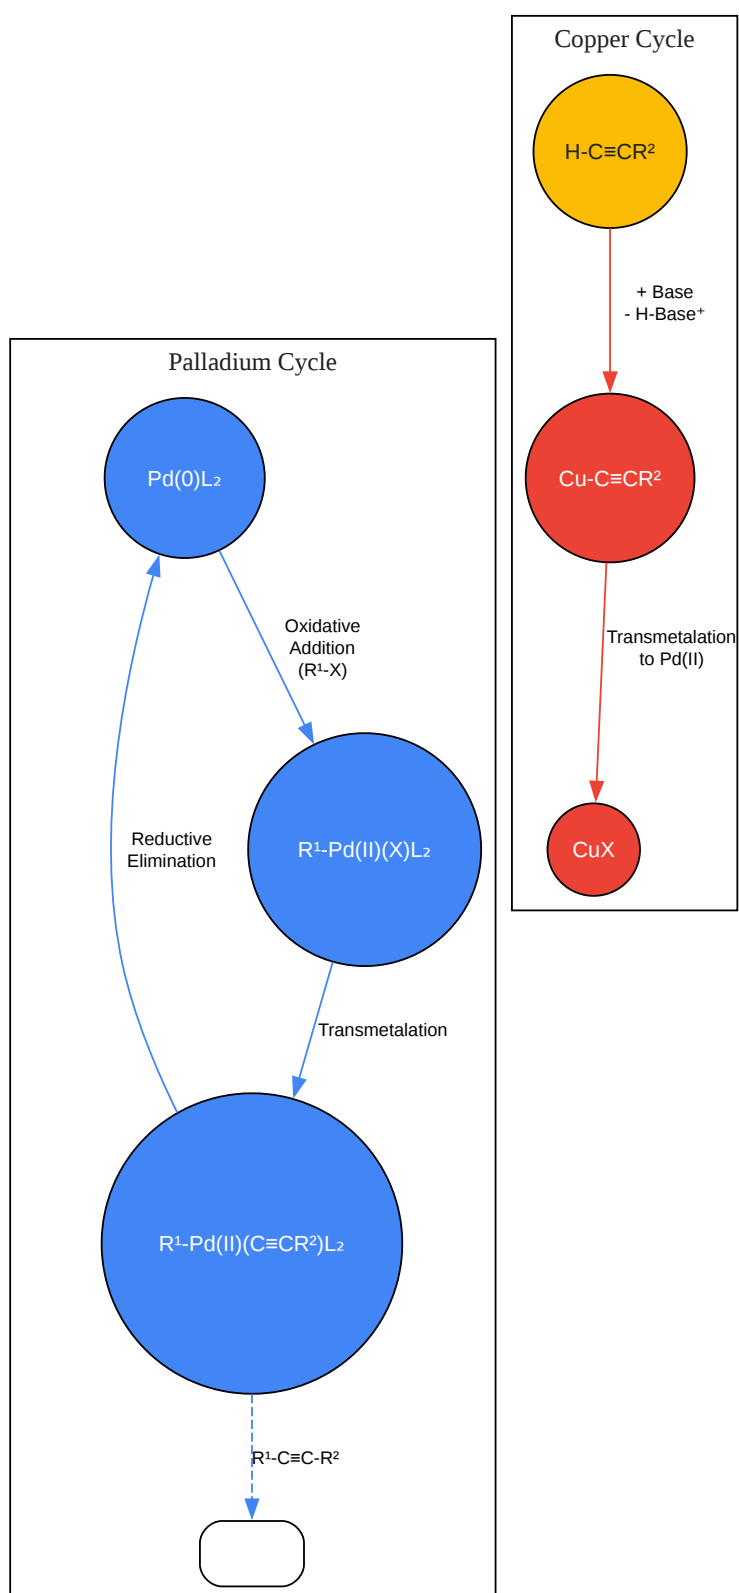 Copper Cycle
H-C≡CR²
+ Base
- H-Base⁺
Cu-C≡CR²
Transmetalation
to Pd(II)
CuX
Palladium Cycle
Pd(0)L₂
Oxidative
Addition
(R¹-X)
R¹-Pd(II)(X)L₂
Reductive
Elimination
Transmetalation
R¹-Pd(II)(C≡CR²)L₂
R¹-C≡C-R²